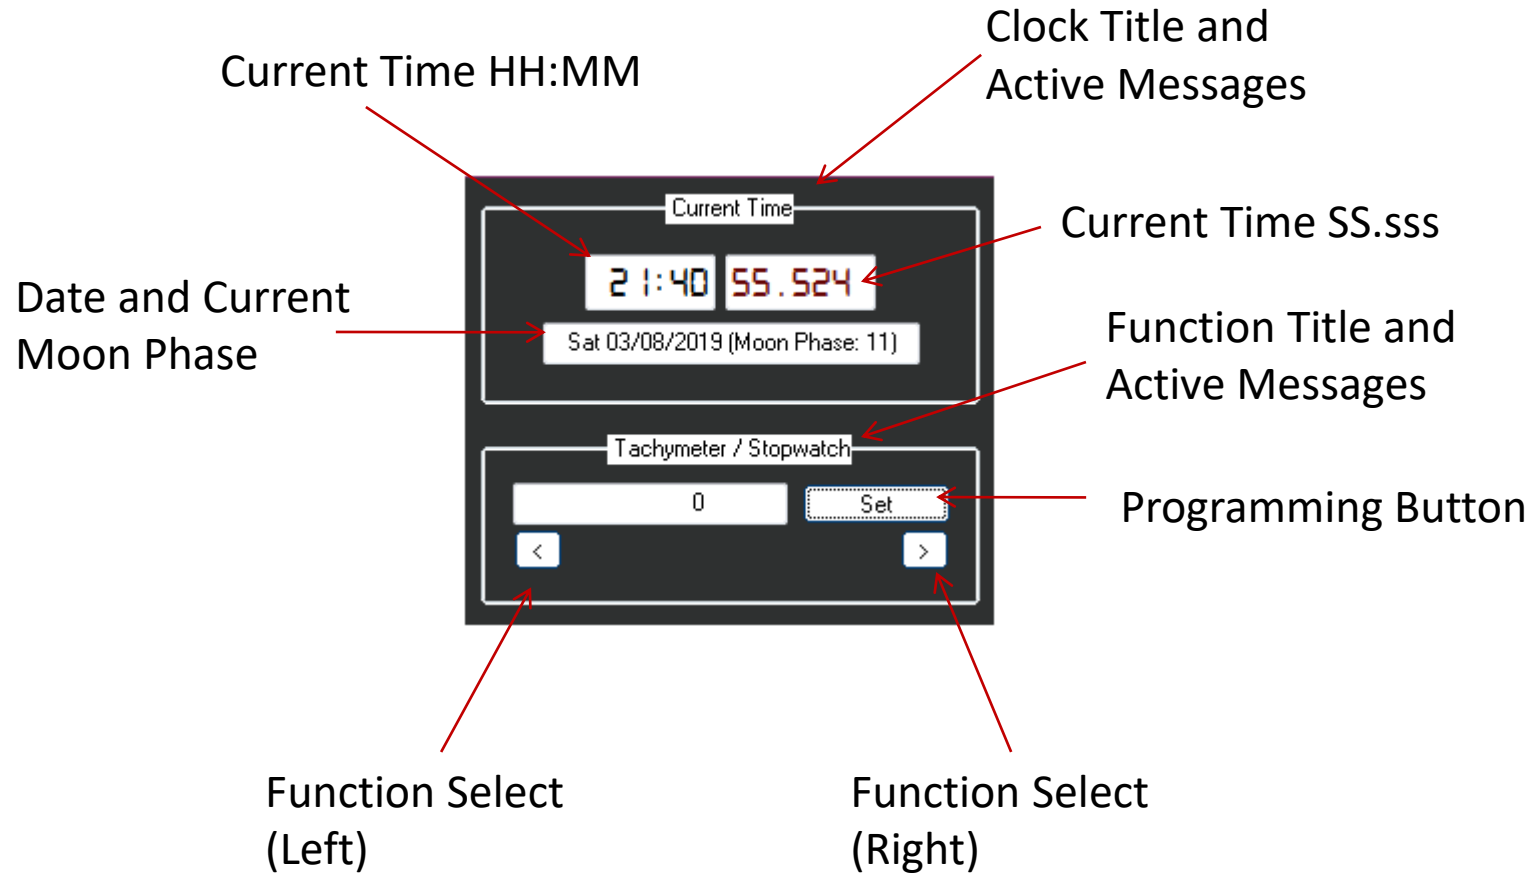 Clock Title and
Active Messages
Current Time HH:MM
Current Time
Current Time SS.sss
21:40 55.524
Date and Current
Moon Phase
Sat 03/08/2019 (Moon Phase: 11)
Function Title and
Active Messages
Tachymeter / Stopwatch
0 Set
Programming Button
< >
Function Select
(Left)
Function Select
(Right)